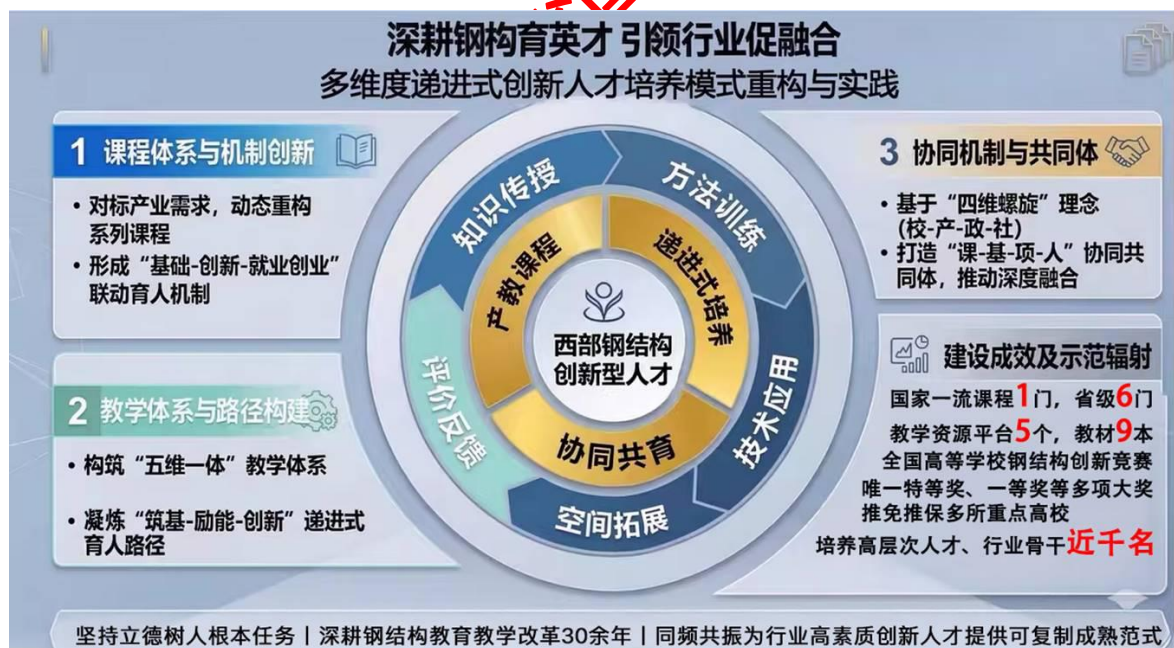 深耕钢构育英才 引领行业促融合
多维度递进式创新人才培养模式重构与实践
1 课程体系与机制创新
• 对标产业需求，动态重构
系列课程
• 形成“基础-创新-就业创业”
联动育人机制
2 教学体系与路径构建
• 构筑“五维一体”教学体系
• 凝炼“筑基-励能-创新”递进式
育人路径
知识传授
方法训练
技术应用
空间拓展
评价反馈
产教课程
递进式培养
协同共育
西部钢结构
创新型人才
3 协同机制与共同体
• 基于“四维螺旋”理念
(校-产-政-社)
• 打造“课-基-项-人”协同共
同体，推动深度融合
建设成效及示范辐射
国家一流课程1门，省级6门
教学资源平台5个，教材9本
全国高等学校钢结构创新竞赛
唯一特等奖、一等奖等多项大奖
推免推保多所重点高校
培养高层次人才、行业骨干近千名
坚持立德树人根本任务 | 深耕钢结构教育教学改革30余年 | 同频共振为行业高素质创新人才提供可复制成熟范式